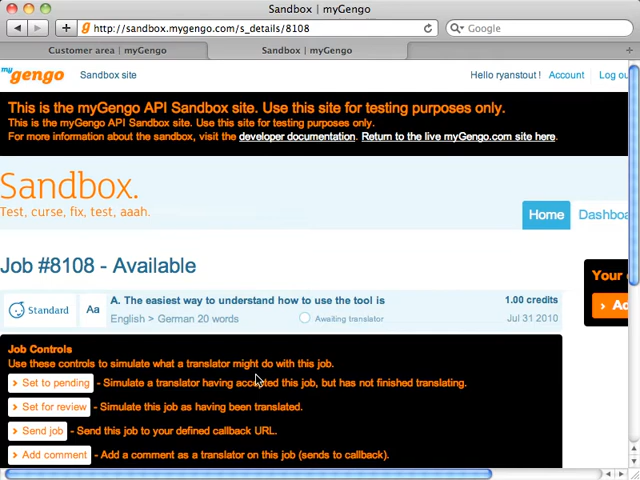 Sandbox | myGengo
http://sandbox.mygengo.com/s_details/8108
Google
Customer area | myGengo
Sandbox | myGengo
my gengo
Sandbox site
Hello ryanstout !
Account
Log ou
This is the myGengo API Sandbox site. Use this site for testing purposes only.
This is the myGengo API Sandbox site. Use this site for testing purposes only.
For more information about the sandbox, visit the developer documentation. Return to the live myGengo.com site here.
Sandbox.
Test, curse, fix, test, aaah.
Home
Dashboa
Job #8108 - Available
Your
Standard
Aa
A. The easiest way to understand how to use the tool is
1.00 credits
English > German 20 words
Awaiting translator
Jul 31 2010
Job Controls
Use these controls to simulate what a translator might do with this job.
> Set to pending - Simulate a translator having accepted this job, but has not finished translating.
> Set for review - Simulate this job as having been translated.
> Send job - Send this job to your defined callback URL.
> Add comment - Add a comment as a translator on this job (sends to callback).